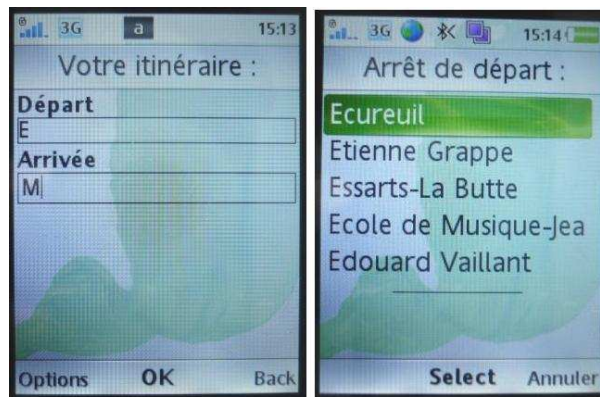 3G a 15:13
Votre itinéraire :
Départ
E
Arrivée
M
Options OK Back
3G 15:14
Arrêt de départ :
Ecureuil
Etienne Grappe
Essarts-La Butte
Ecole de Musique-Jea
Edouard Vaillant
Select Annuler